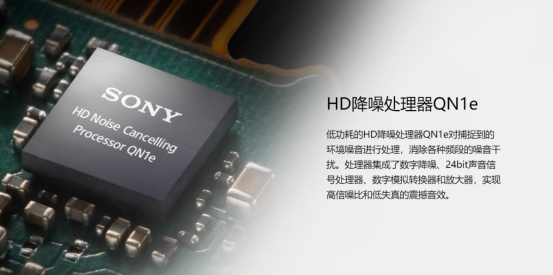 SONY
HD Noise Cancelling
Processor QN1e
HD降噪处理器QN1e
低功耗的HD降噪处理器QN1e对捕捉到的
环境噪音进行处理，消除各种频段的噪音干
扰。处理器集成了数字降噪、24bit声音信
号处理器、数字模拟转换器和放大器，实现
高信噪比和低失真的震撼音效。